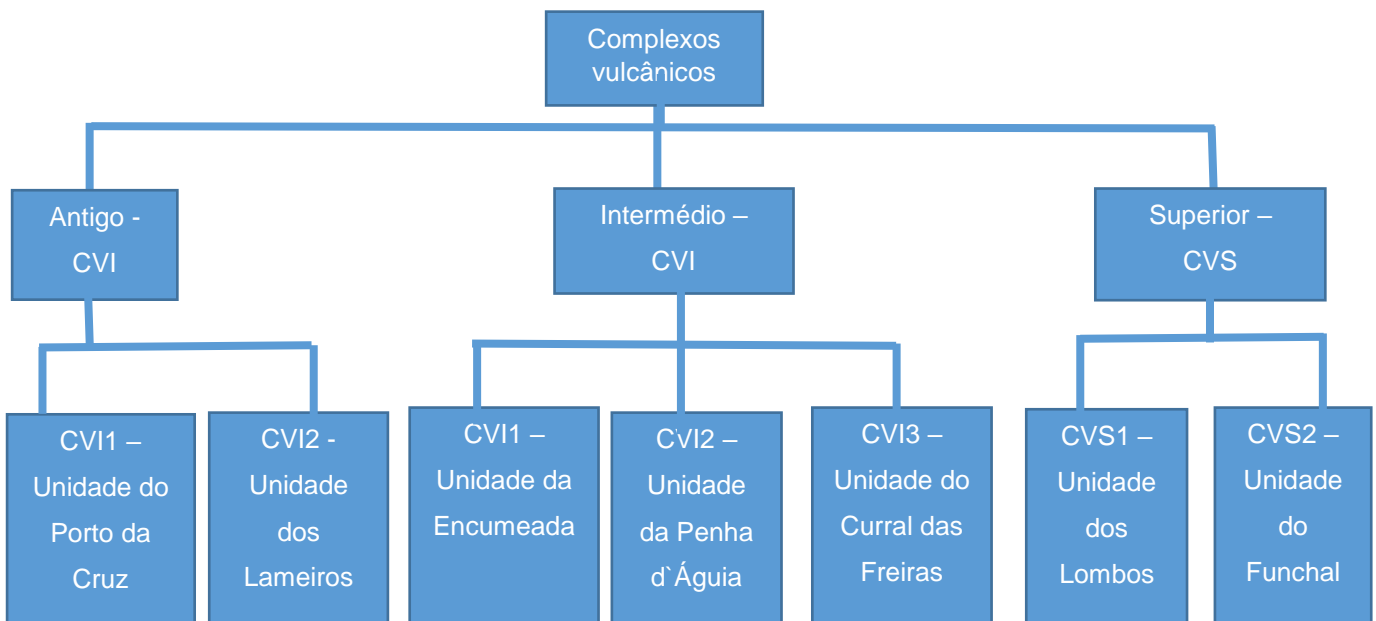 Complexos
vulcânicos
Antigo -
CVI
Intermédio –
CVI
Superior –
CVS
CVI1 –
Unidade do
Porto da
Cruz
CVI2 -
Unidade
dos
Lameiros
CVI1 –
Unidade da
Encumeada
CVI2 –
Unidade
da Penha
d`Águia
CVI3 –
Unidade do
Curral das
Freiras
CVS1 –
Unidade
dos
Lombos
CVS2 –
Unidade
do
Funchal